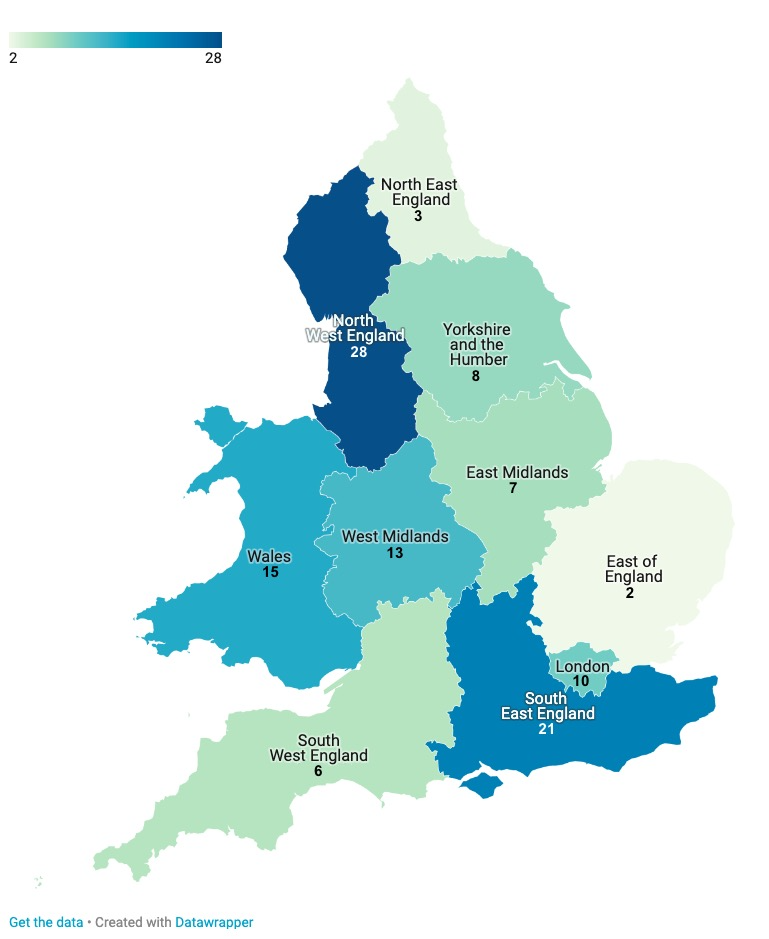 2 28
North East
England
3
North
West England
28
Yorkshire
and the
Humber
8
East Midlands
7
West Midlands
13
Wales
15
East of
England
2
London
10
South
East England
21
South
West England
6
Get the data • Created with Datawrapper